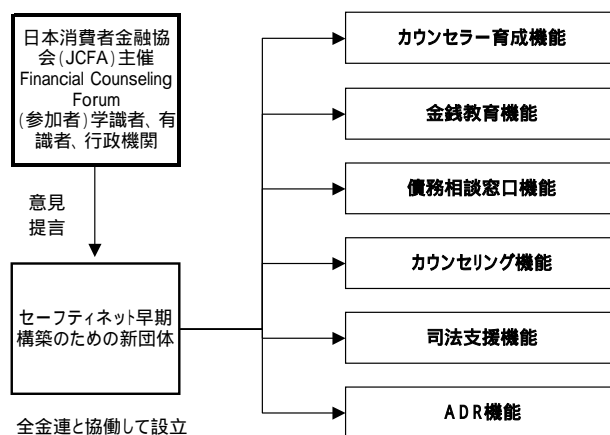 日本消費者金融協
会(JCFA)主催
Financial Counseling
Forum
(参加者)学識者、有
識者、行政機関
意見
提言
セーフティネット早期
構築のための新団体
全金連と協働して設立
カウンセラー育成機能
金銭教育機能
債務相談窓口機能
カウンセリング機能
司法支援機能
ADR機能